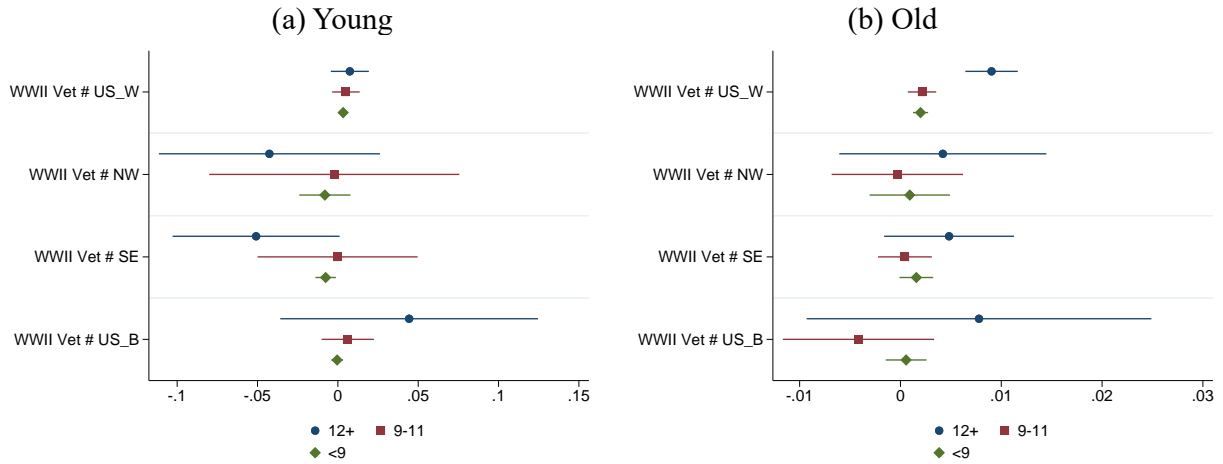 (a) Young
WWII Vet # US_W
WWII Vet # NW
WWII Vet # SE
WWII Vet # US_B
-.1 -.05 0 .05 .1 .15
12+ 9-11
<9
(b) Old
WWII Vet # US_W
WWII Vet # NW
WWII Vet # SE
WWII Vet # US_B
-.01 0 .01 .02 .03
12+ 9-11
<9